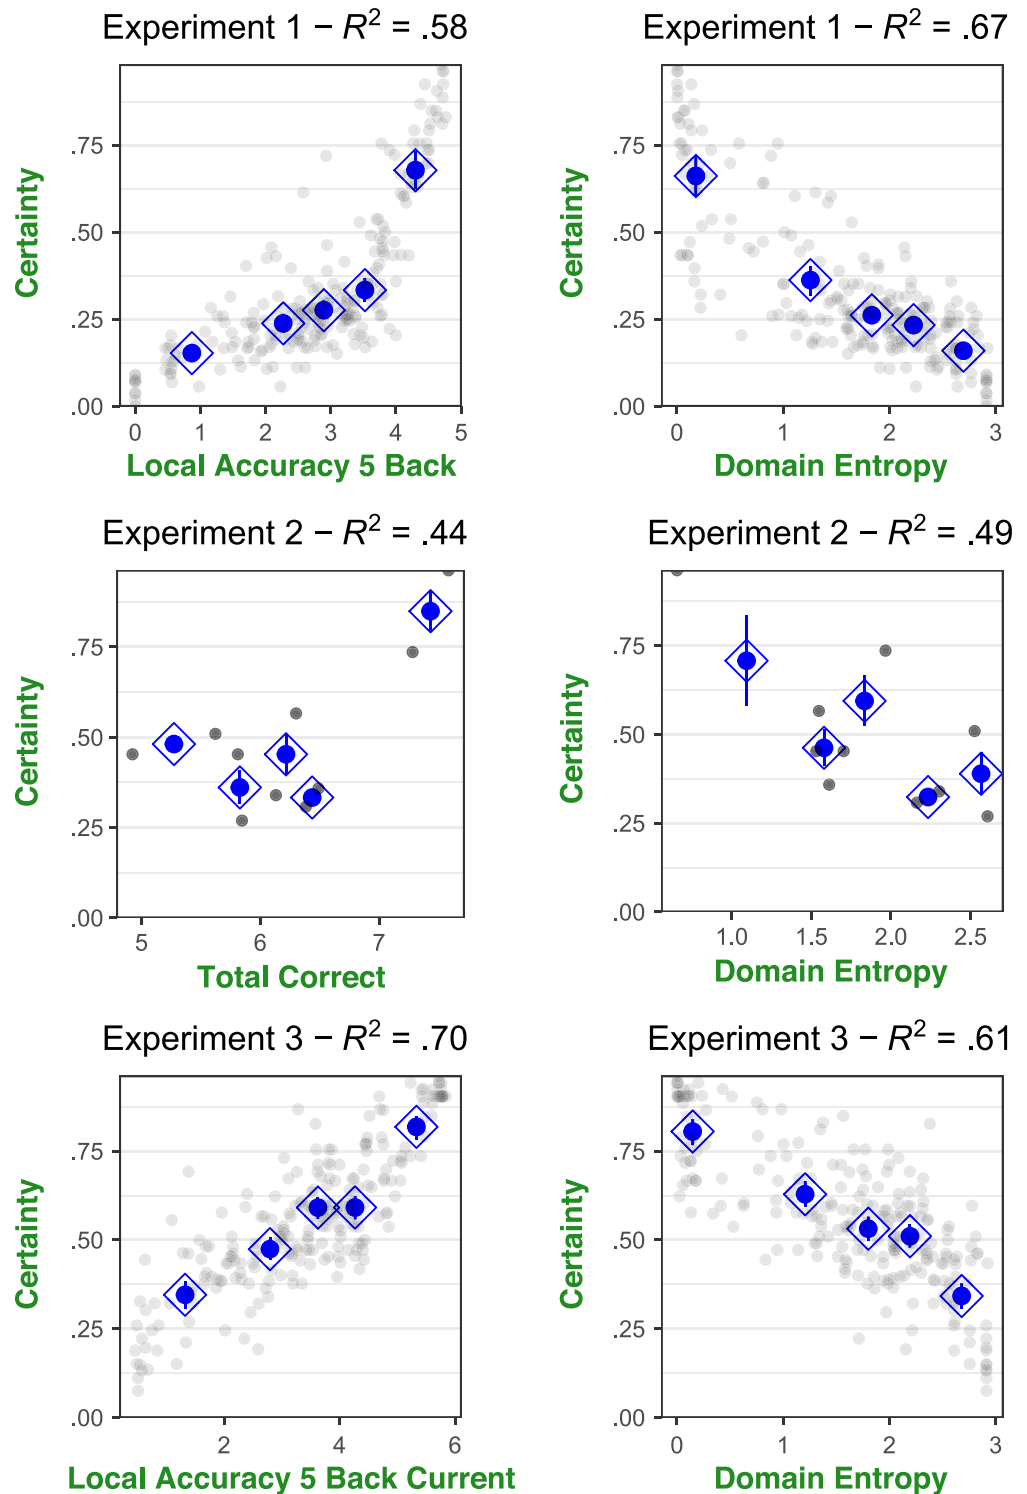 Experiment 1 − R² = .58
Certainty
.75
.50
.25
.00
0 1 2 3 4 5
Local Accuracy 5 Back
Experiment 1 − R² = .67
Certainty
.75
.50
.25
.00
0 1 2 3
Domain Entropy
Experiment 2 − R² = .44
Certainty
.75
.50
.25
.00
5 6 7
Total Correct
Experiment 2 − R² = .49
Certainty
.75
.50
.25
.00
1.0 1.5 2.0 2.5
Domain Entropy
Experiment 3 − R² = .70
Certainty
.75
.50
.25
.00
2 4 6
Local Accuracy 5 Back Current
Experiment 3 − R² = .61
Certainty
.75
.50
.25
.00
0 1 2 3
Domain Entropy